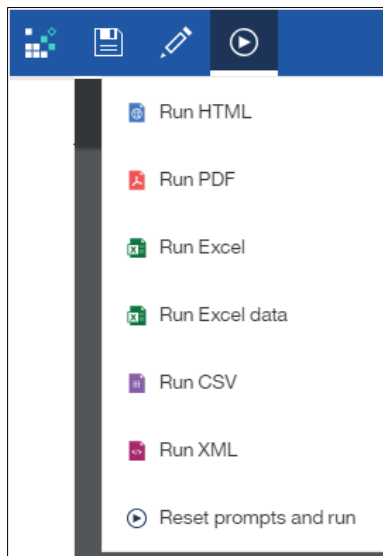 Run HTML
Run PDF
Run Excel
Run Excel data
Run CSV
Run XML
Reset prompts and run